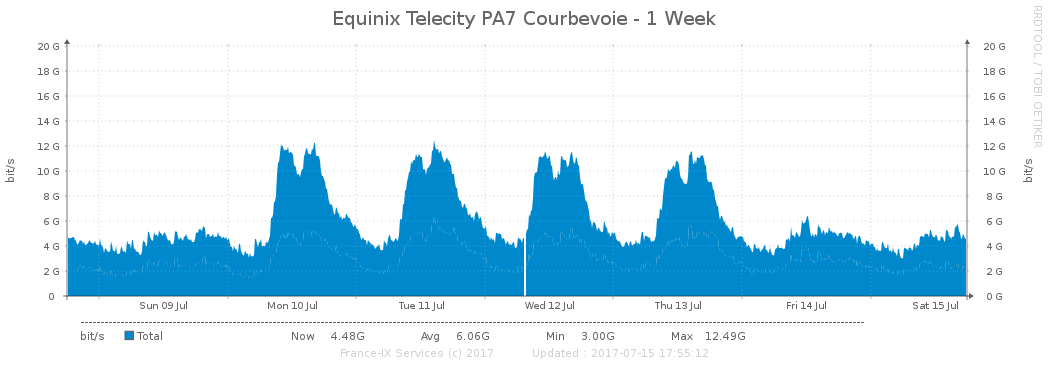 Equinix Telecity PA7 Courbevoie - 1 Week
RRDTOOL / TOBI OETIKER
bit/s
20 G 20 G
18 G 18 G
16 G 16 G
14 G 14 G
12 G 12 G
10 G 10 G
8 G 8 G
6 G 6 G
4 G 4 G
2 G 2 G
0 0 G
bit/s
Sun 09 Jul Mon 10 Jul Tue 11 Jul Wed 12 Jul Thu 13 Jul Fri 14 Jul Sat 15 Jul
bit/s Total Now 4.48G Avg 6.06G Min 3.00G Max 12.49G
France-IX Services (c) 2017 Updated : 2017-07-15 17:55:12